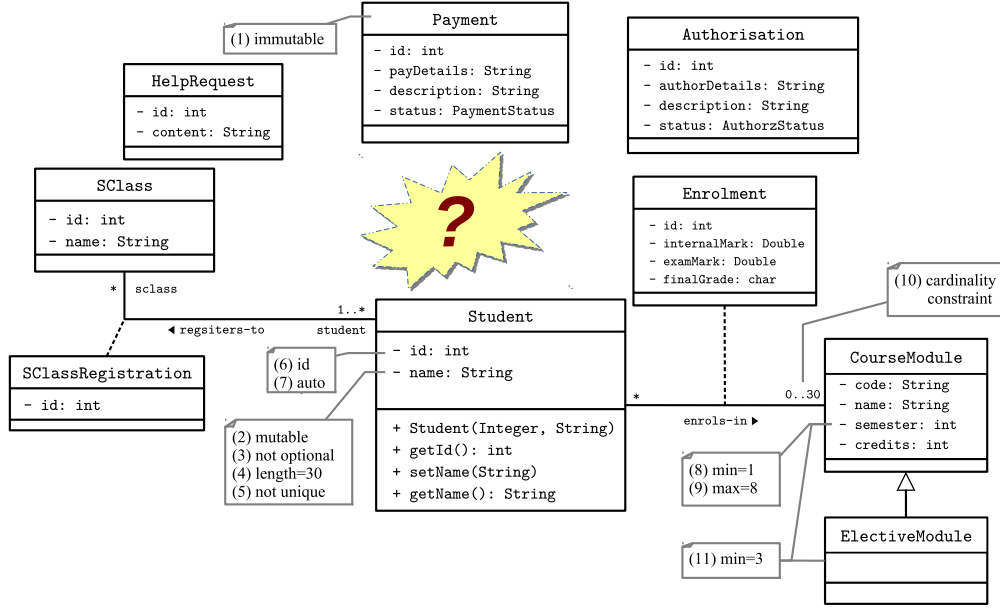 (1) immutable
Payment
- id: int
- payDetails: String
- description: String
- status: PaymentStatus
Authorisation
- id: int
- authorDetails: String
- description: String
- status: AuthorzStatus
HelpRequest
- id: int
- content: String
SClass
- id: int
- name: String
?
Enrolment
- id: int
- internalMark: Double
- examMark: Double
- finalGrade: char
(10) cardinality
constraint
* sclass
1..*
◄ regsiters-to student
Student
- id: int
- name: String
+ Student(Integer, String)
+ getId(): int
+ setName(String)
+ getName(): String
(6) id
(7) auto
SClassRegistration
- id: int
(2) mutable
(3) not optional
(4) length=30
(5) not unique
*
0..30
enrols-in ►
CourseModule
- code: String
- name: String
- semester: int
- credits: int
(8) min=1
(9) max=8
(11) min=3
ElectiveModule